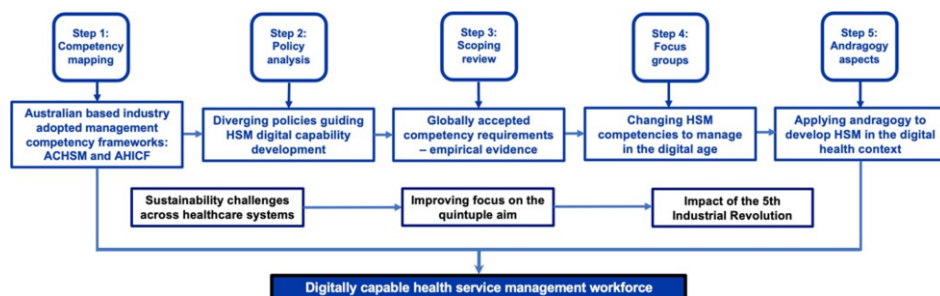 Step 1:
Competency
mapping
Step 2:
Policy
analysis
Step 3:
Scoping
review
Step 4:
Focus
groups
Step 5:
Andragogy
aspects
Australian based industry
adopted management
competency frameworks:
ACHSM and AHICF
Diverging policies guiding
HSM digital capability
development
Globally accepted
competency requirements
– empirical evidence
Changing HSM
competencies to manage
in the digital age
Applying andragogy to
develop HSM in the digital
health context
Sustainability challenges
across healthcare systems
Improving focus on the
quintuple aim
Impact of the 5th
Industrial Revolution
Digitally capable health service management workforce